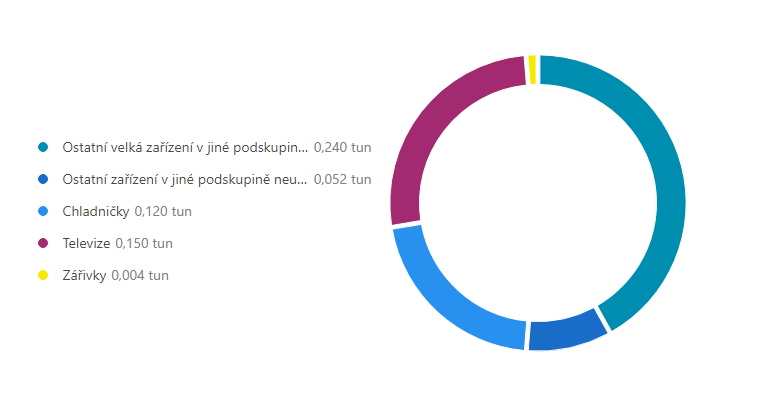 Ostatní velká zařízení v jiné podskupin... 0,240 tun
Ostatní zařízení v jiné podskupině neu... 0,052 tun
Chladničky 0,120 tun
Televize 0,150 tun
Zářivky 0,004 tun